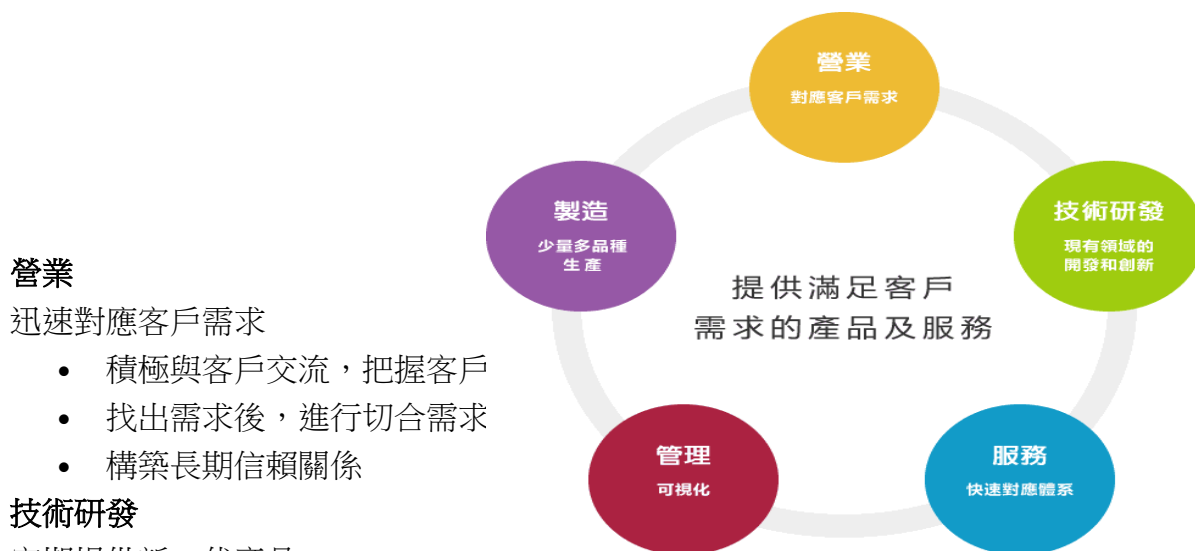 營業
對應客戶需求
製造
少量多品種
生產
技術研發
現有領域的
開發和創新
提供滿足客戶
需求的產品及服務
管理
可視化
服務
快速對應體系
營業
迅速對應客戶需求
• 積極與客戶交流，把握客戶
• 找出需求後，進行切合需求
• 構築長期信賴關係
技術研發